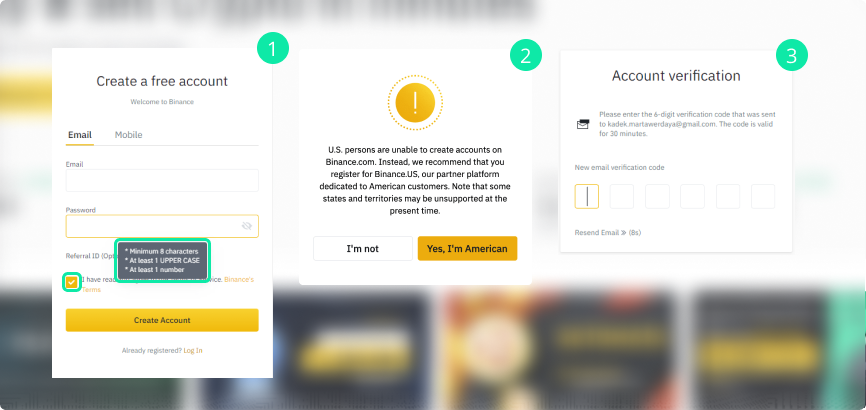 1
Create a free account
Welcome to Binance
Email Mobile
Email
Password
* Minimum 8 characters
* At least 1 UPPER CASE
* At least 1 number
Referral ID
I have read Binance's
Terms
Create Account
Already registered? Log In
2
U.S. persons are unable to create accounts on
Binance.com. Instead, we recommend that you
register for Binance.US, our partner platform
dedicated to American customers. Note that some
states and territories may be unsupported at the
present time.
I'm not
Yes, I'm American
3
Account verification
Please enter the 6-digit verification code that was sent
to kadek.martawerdaya@gmail.com. The code is valid
for 30 minutes.
New email verification code
Resend Email » (8s)